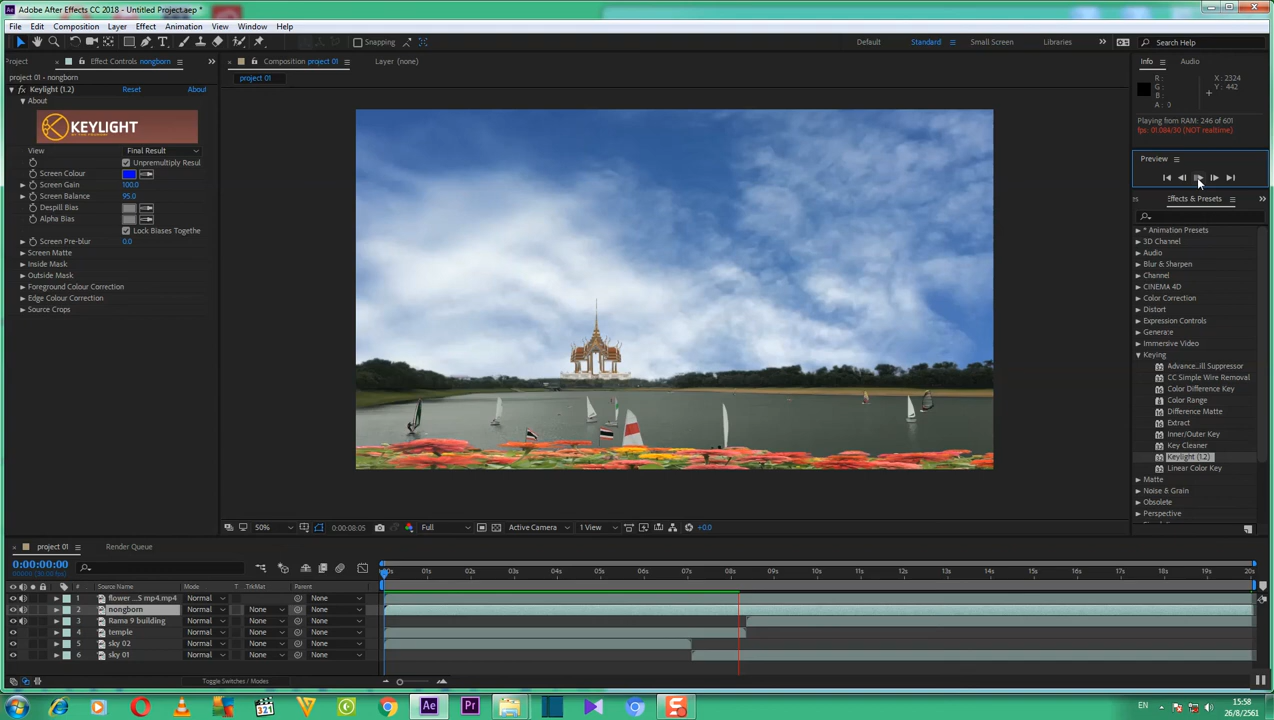 Adobe After Effects CC 2018 - Untitled Project.aep *
File Edit Composition Layer Effect Animation View Window Help
Snapping Default Standard Small Screen Libraries Search Help
Project Effect Controls nongborn Composition project 01 Layer (none) Info Audio
project 01 - nongborn project 01
Keylight (1.2) Reset About
About
KEYLIGHT
View Final Result
Unpremultiply Resul
Screen Colour
Screen Gain 100.0
Screen Balance 95.0
Despill Bias
Alpha Bias
Lock Biases Togethe
Screen Pre-blur 0.0
Screen Matte
Inside Mask
Outside Mask
Foreground Colour Correction
Edge Colour Correction
Source Crops
R :
G :
B :
A : 0
X : 2324
Y : 442
Playing from RAM: 246 of 601
fps: 01.084/30 (NOT realtime)
Preview
Effects & Presets
* Animation Presets
3D Channel
Audio
Blur & Sharpen
Channel
CINEMA 4D
Color Correction
Distort
Expression Controls
Generate
Immersive Video
Keying
Advance...ill Suppressor
CC Simple Wire Removal
Color Difference Key
Color Range
Difference Matte
Extract
Inner/Outer Key
Key Cleaner
Keylight (1.2)
Linear Color Key
Matte
Noise & Grain
Obsolete
Perspective
50% 0:00:08:05 Full Active Camera 1 View +0.0
project 01 Render Queue
0:00:00:00
01s 02s 03s 04s 05s 06s 07s 08s 09s 10s 11s 12s 13s 14s 15s 16s 17s 18s 19s 20s
# Source Name Mode T TrkMat Parent
1 flower ...S mp4.mp4 Normal None
2 nongborn Normal None None
3 Rama 9 building Normal None None
4 temple Normal None None
5 sky 02 Normal None None
6 sky 01 Normal None None
Toggle Switches / Modes
Ae Pr
EN 15:58
26/8/2561